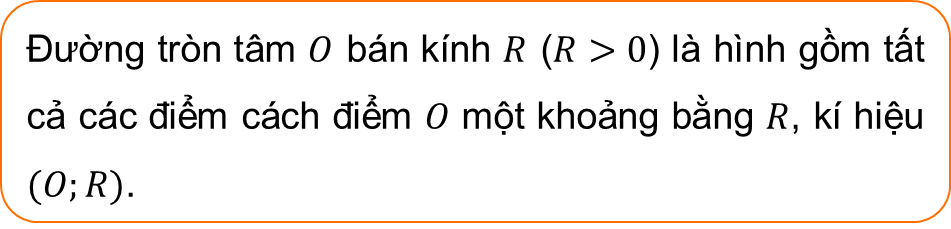 Đường tròn tâm 𝑂 bán kính 𝑅 (𝑅 > 0) là hình gồm tất
cả các điểm cách điểm 𝑂 một khoảng bằng 𝑅, kí hiệu
(𝑂; 𝑅).